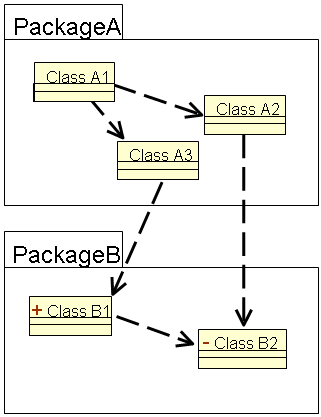 PackageA
Class A1
Class A2
Class A3
PackageB
+ Class B1
- Class B2